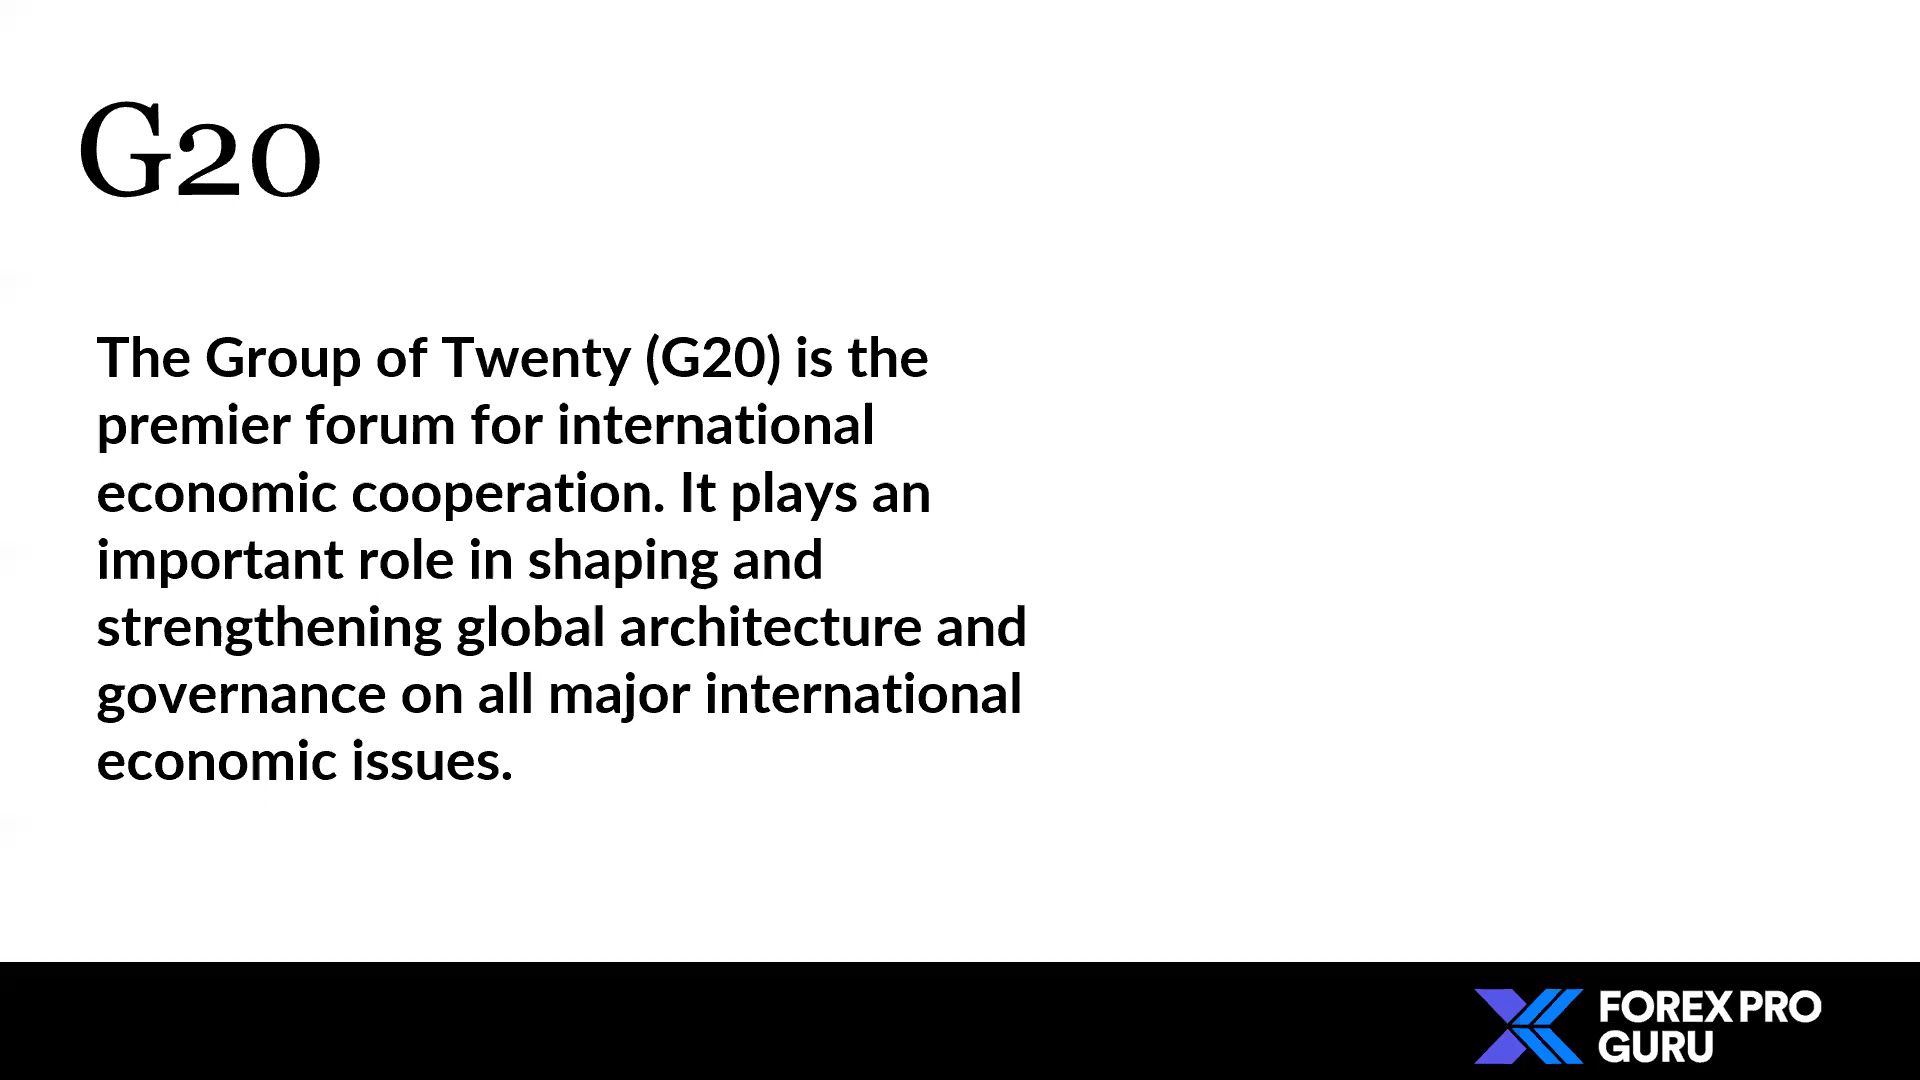 G20
The Group of Twenty (G20) is the
premier forum for international
economic cooperation. It plays an
important role in shaping and
strengthening global architecture and
governance on all major international
economic issues.
FOREX PRO
GURU